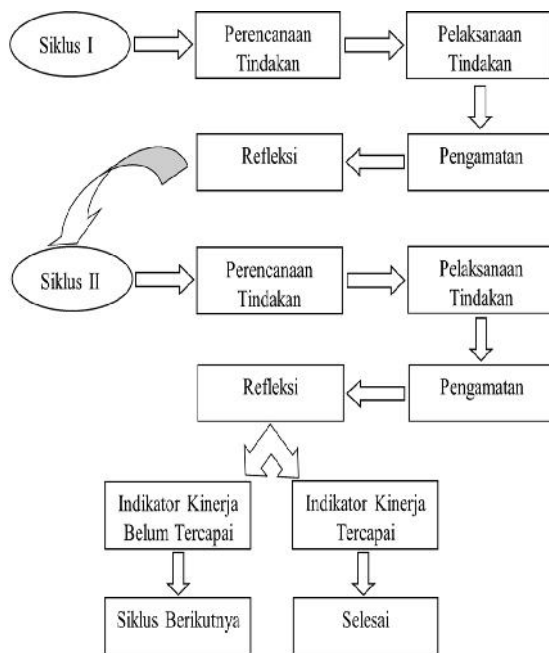 Siklus I
Perencanaan
Tindakan
Pelaksanaan
Tindakan
Pengamatan
Refleksi
Siklus II
Perencanaan
Tindakan
Pelaksanaan
Tindakan
Pengamatan
Refleksi
Indikator Kinerja
Belum Tercapai
Indikator Kinerja
Tercapai
Siklus Berikutnya
Selesai